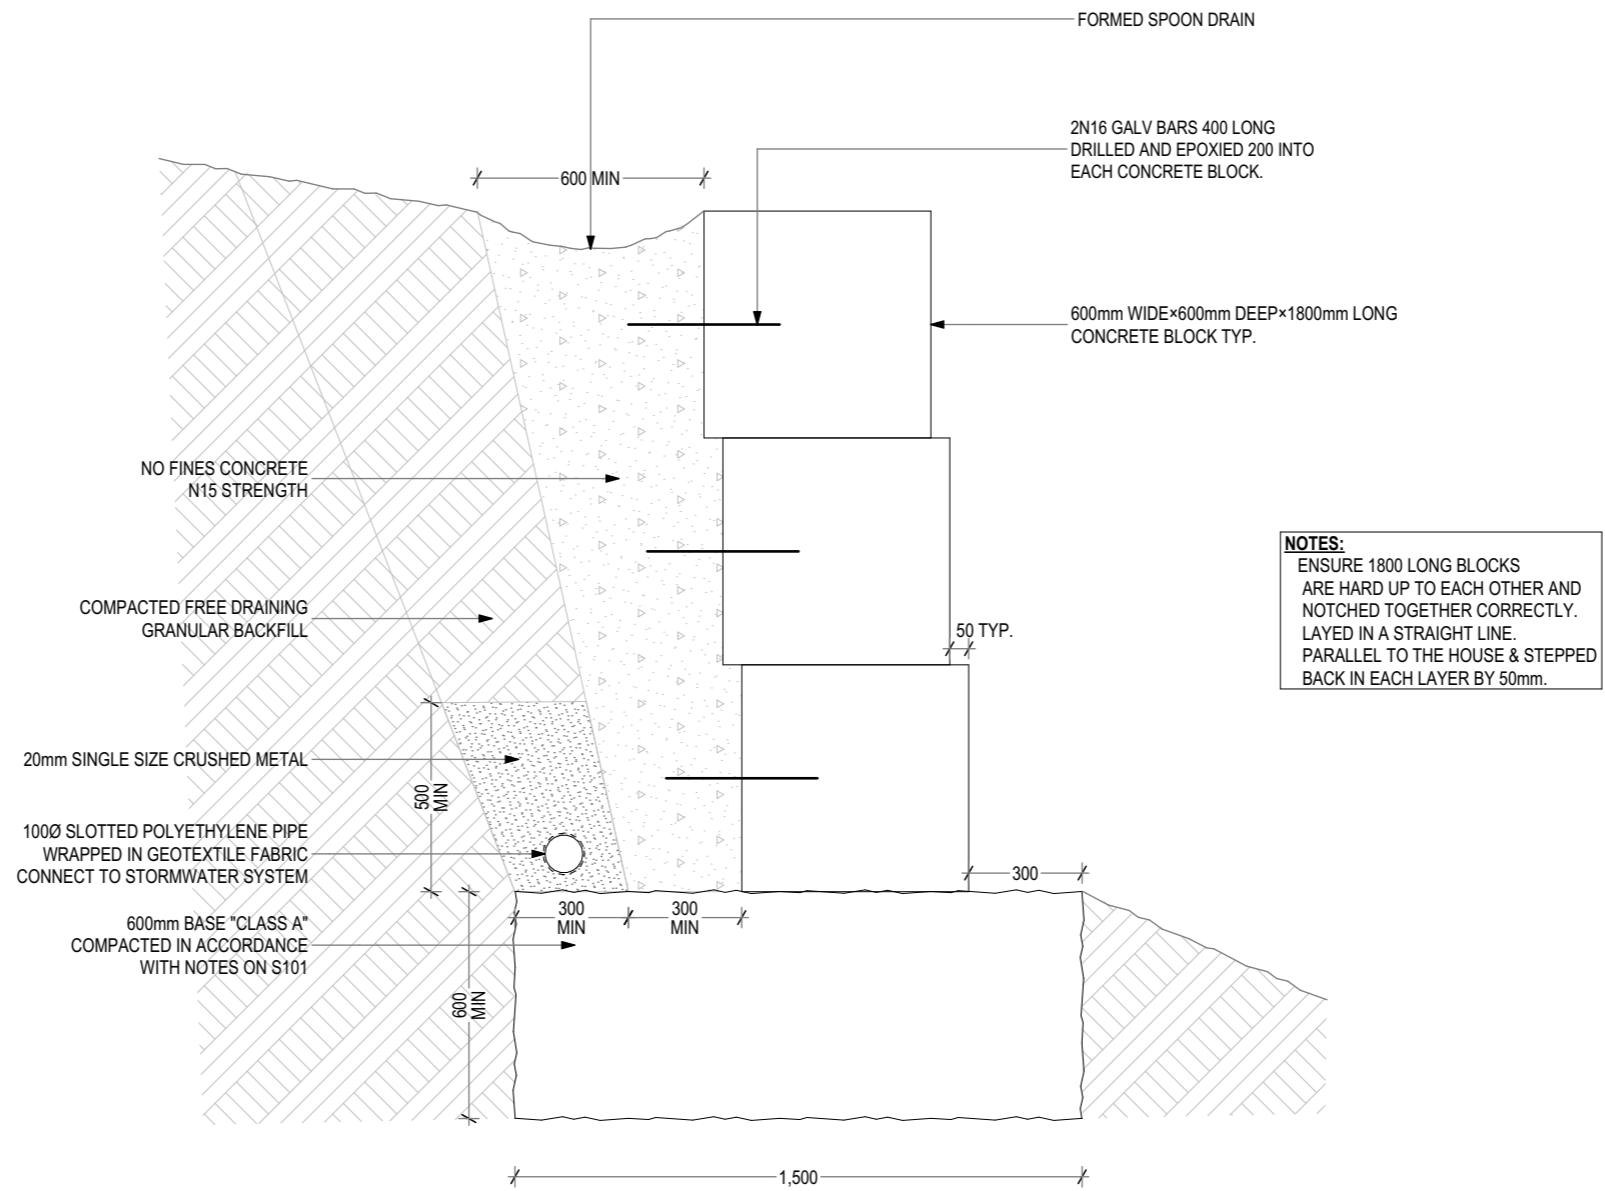 FORMED SPOON DRAIN
2N16 GALV BARS 400 LONG
DRILLED AND EPOXIED 200 INTO
EACH CONCRETE BLOCK.
600 MIN
600mm WIDE×600mm DEEP×1800mm LONG
CONCRETE BLOCK TYP.
NO FINES CONCRETE
N15 STRENGTH
NOTES:
ENSURE 1800 LONG BLOCKS
ARE HARD UP TO EACH OTHER AND
NOTCHED TOGETHER CORRECTLY.
LAYED IN A STRAIGHT LINE.
PARALLEL TO THE HOUSE & STEPPED
BACK IN EACH LAYER BY 50mm.
COMPACTED FREE DRAINING
GRANULAR BACKFILL
50 TYP.
20mm SINGLE SIZE CRUSHED METAL
500
MIN
100Ø SLOTTED POLYETHYLENE PIPE
WRAPPED IN GEOTEXTILE FABRIC
CONNECT TO STORMWATER SYSTEM
300
600mm BASE "CLASS A"
COMPACTED IN ACCORDANCE
WITH NOTES ON S101
300
MIN
300
MIN
600
MIN
1,500